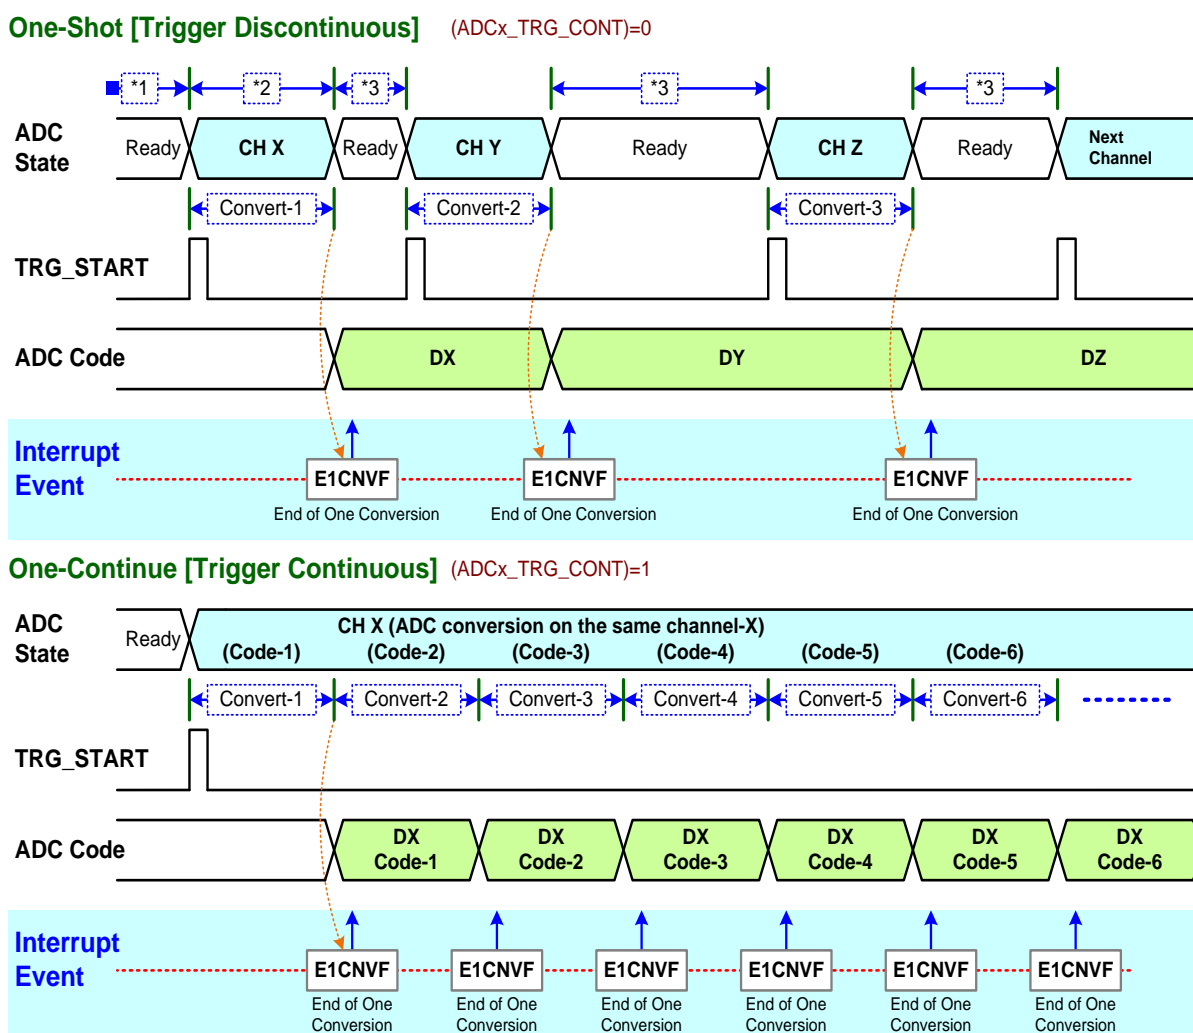 One-Shot [Trigger Discontinuous] (ADCx_TRG_CONT)=0
*1 *2 *3 *3 *3
ADC
State
Ready CH X Ready CH Y Ready CH Z Ready Next
Channel
Convert-1 Convert-2 Convert-3
TRG_START
ADC Code DX DY DZ
Interrupt
Event
E1CNVF E1CNVF E1CNVF
End of One Conversion End of One Conversion End of One Conversion
One-Continue [Trigger Continuous] (ADCx_TRG_CONT)=1
ADC
State
Ready CH X (ADC conversion on the same channel-X)
(Code-1) (Code-2) (Code-3) (Code-4) (Code-5) (Code-6)
Convert-1 Convert-2 Convert-3 Convert-4 Convert-5 Convert-6
TRG_START
ADC Code
DX DX DX DX DX DX
Code-1 Code-2 Code-3 Code-4 Code-5 Code-6
Interrupt
Event
E1CNVF E1CNVF E1CNVF E1CNVF E1CNVF E1CNVF
End of One End of One End of One End of One End of One End of One
Conversion Conversion Conversion Conversion Conversion Conversion